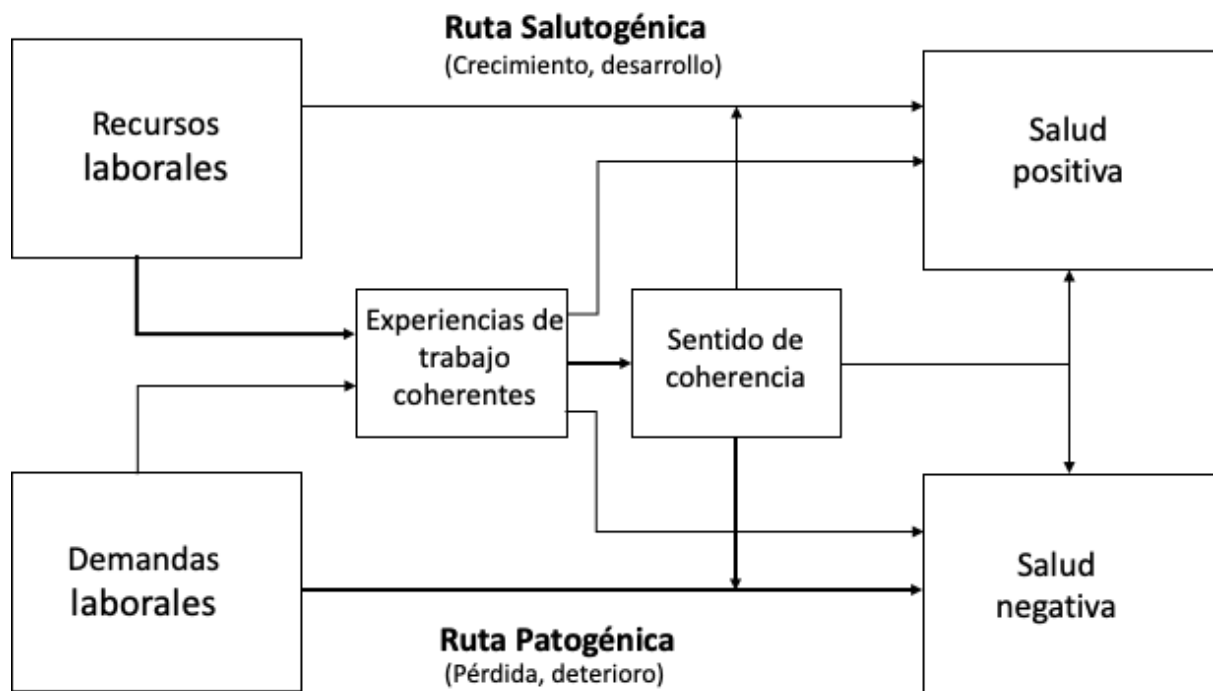 Ruta Salutogénica
(Crecimiento, desarrollo)
Recursos
laborales
Salud
positiva
Experiencias de
trabajo
coherentes
Sentido de
coherencia
Demandas
laborales
Salud
negativa
Ruta Patogénica
(Pérdida, deterioro)